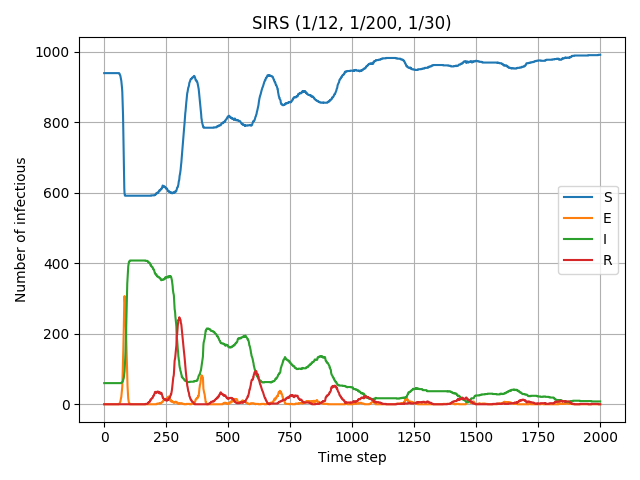 SIRS (1/12, 1/200, 1/30)
Number of infectious
1000
800
600
400
200
0
S
E
I
R
0 250 500 750 1000 1250 1500 1750 2000
Time step